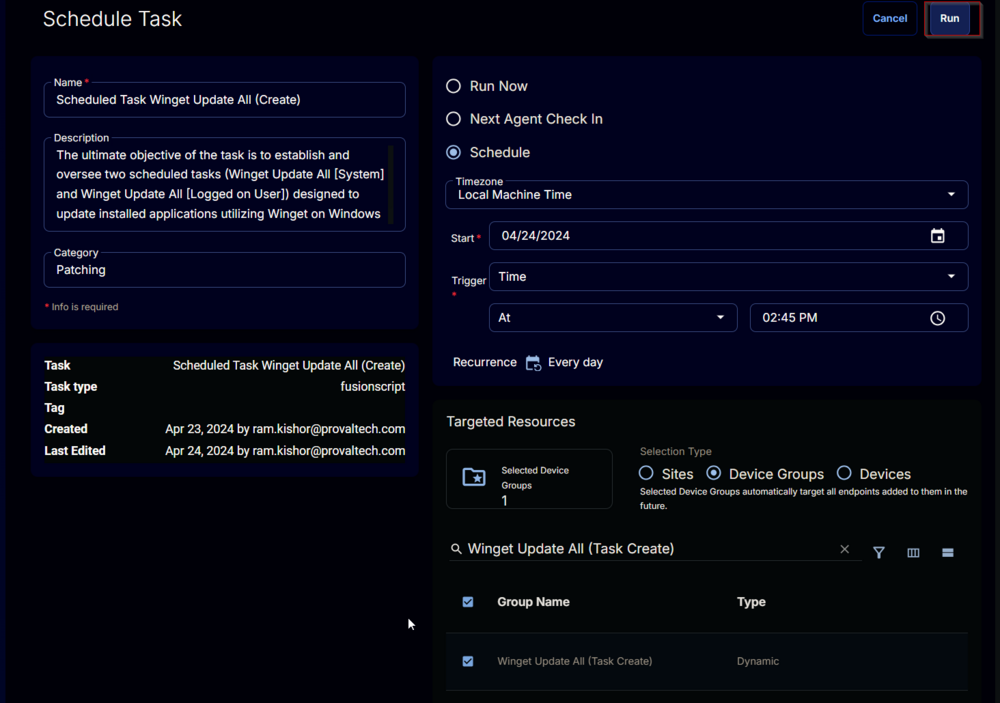 Schedule Task
Cancel
Run
Name *
Scheduled Task Winget Update All (Create)
Description
The ultimate objective of the task is to establish and
oversee two scheduled tasks (Winget Update All [System]
and Winget Update All [Logged on User]) designed to
update installed applications utilizing Winget on Windows
Category
Patching
* Info is required
Task Scheduled Task Winget Update All (Create)
Task type fusionscript
Tag
Created Apr 23, 2024 by ram.kishor@provaltech.com
Last Edited Apr 24, 2024 by ram.kishor@provaltech.com
Run Now
Next Agent Check In
Schedule
Timezone
Local Machine Time
Start * 04/24/2024
Trigger * Time
At 02:45 PM
Recurrence Every day
Targeted Resources
Selected Device
Groups
1
Selection Type
Sites Device Groups Devices
Selected Device Groups automatically target all endpoints added to them in the
future.
Winget Update All (Task Create)
Group Name Type
Winget Update All (Task Create) Dynamic